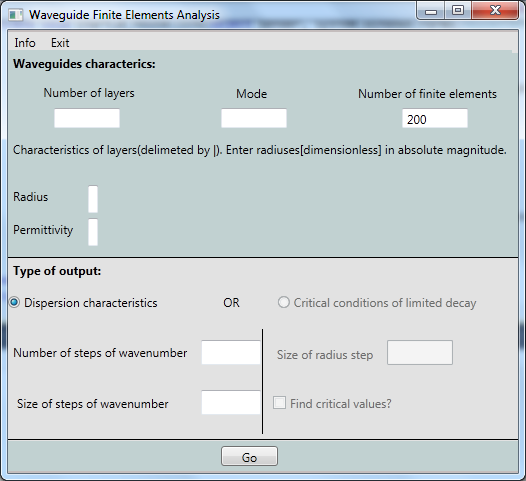 Waveguide Finite Elements Analysis
Info Exit
Waveguides characterics:
Number of layers Mode Number of finite elements
200
Characteristics of layers(delimeted by |). Enter radiuses[dimensionless] in absolute magnitude.
Radius
Permittivity
Type of output:
Dispersion characteristics OR Critical conditions of limited decay
Number of steps of wavenumber Size of radius step
Size of steps of wavenumber Find critical values?
Go